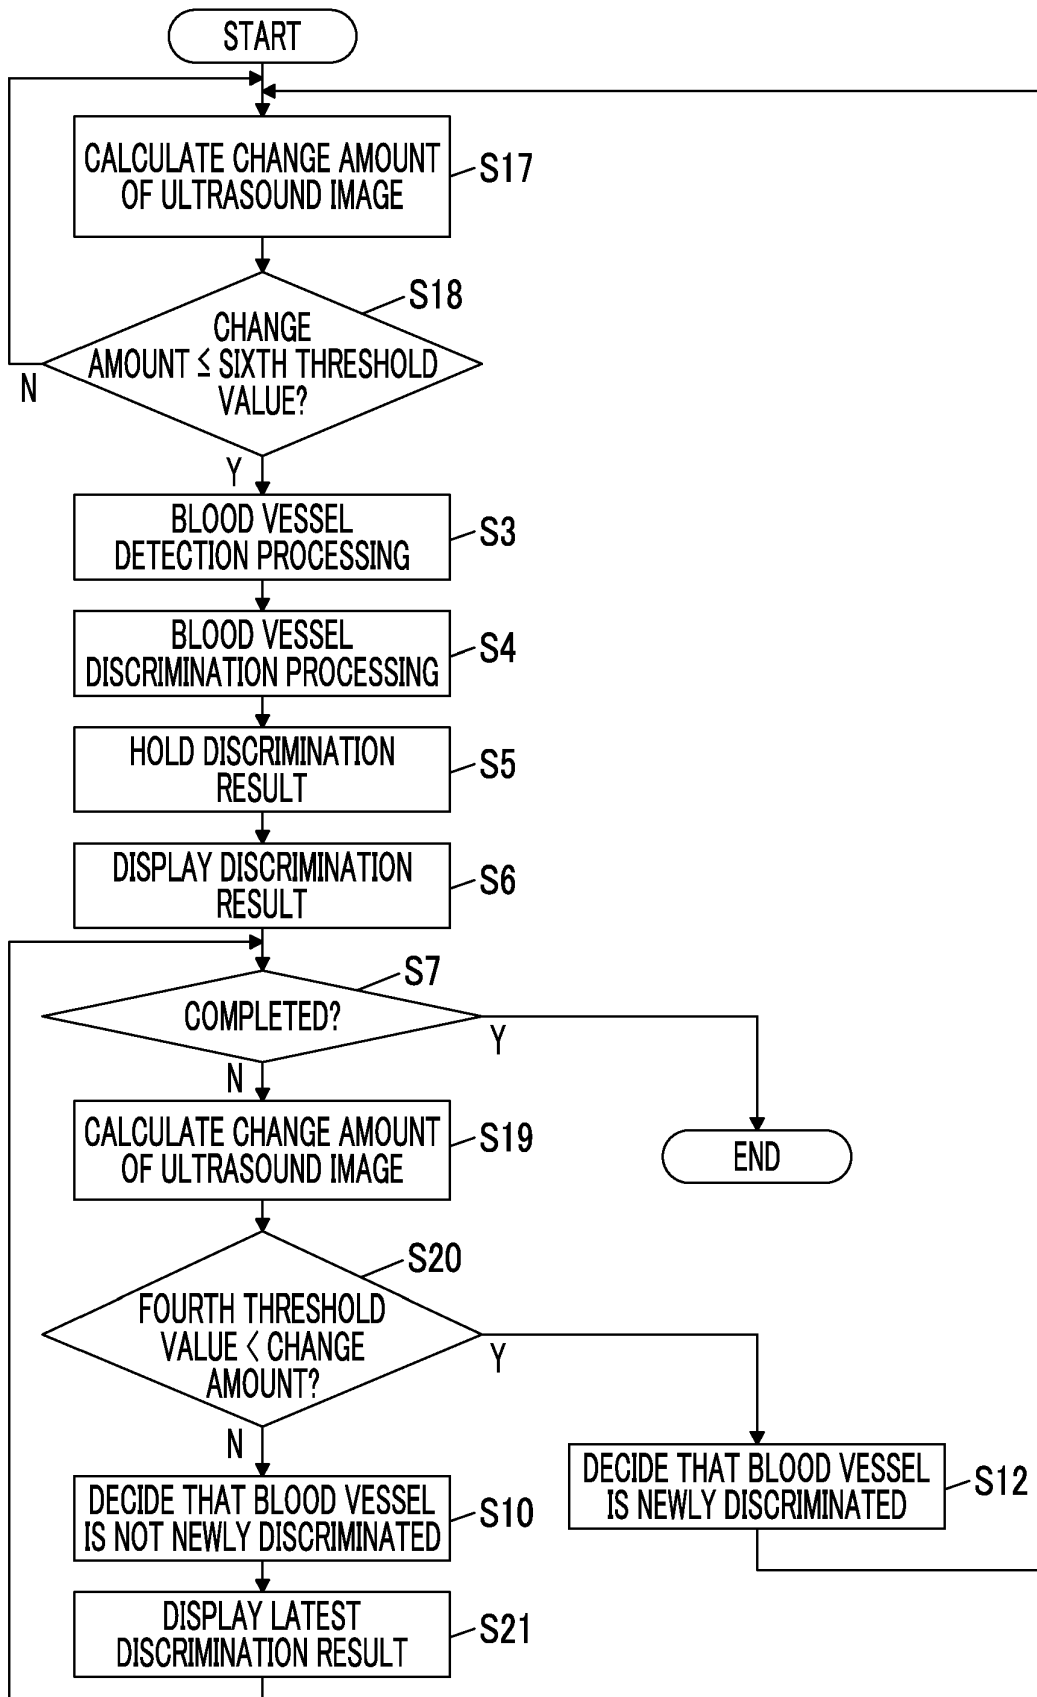 START
CALCULATE CHANGE AMOUNT
OF ULTRASOUND IMAGE
S17
S18
CHANGE
AMOUNT ≦ SIXTH THRESHOLD
VALUE?
N
Y
BLOOD VESSEL
DETECTION PROCESSING
S3
BLOOD VESSEL
DISCRIMINATION PROCESSING
S4
HOLD DISCRIMINATION
RESULT
S5
DISPLAY DISCRIMINATION
RESULT
S6
S7
COMPLETED?
Y
N
CALCULATE CHANGE AMOUNT
OF ULTRASOUND IMAGE
S19
END
S20
FOURTH THRESHOLD
VALUE < CHANGE
AMOUNT?
Y
N
DECIDE THAT BLOOD VESSEL
IS NEWLY DISCRIMINATED
S12
DECIDE THAT BLOOD VESSEL
IS NOT NEWLY DISCRIMINATED
S10
DISPLAY LATEST
DISCRIMINATION RESULT
S21